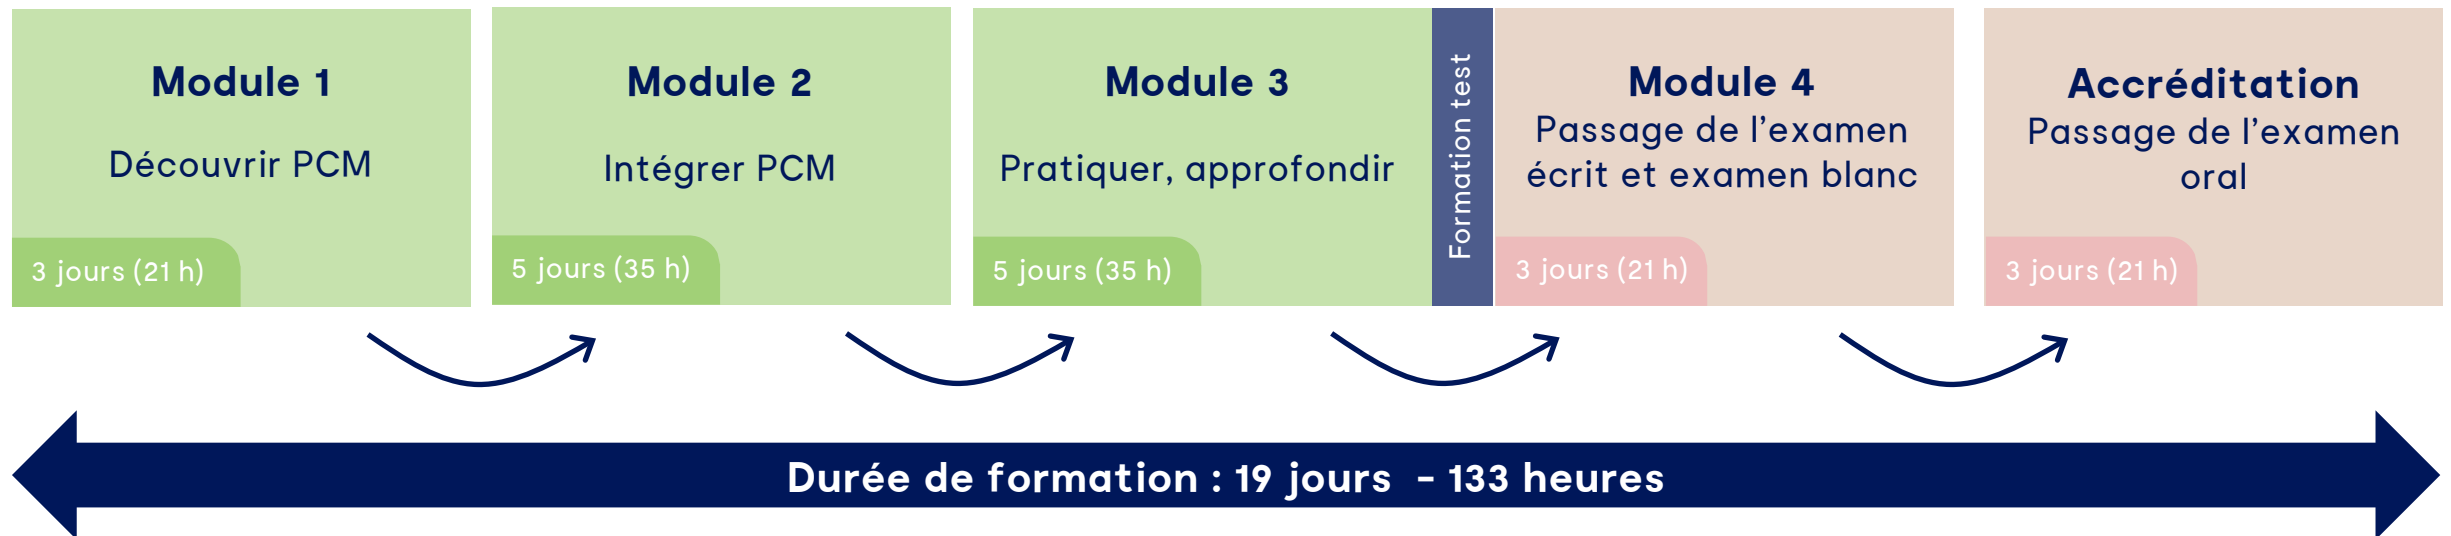 Module 1
Découvrir PCM
3 jours (21 h)
Module 2
Intégrer PCM
5 jours (35 h)
Module 3
Pratiquer, approfondir
5 jours (35 h)
Formation test
Module 4
Passage de l’examen
écrit et examen blanc
3 jours (21 h)
Accréditation
Passage de l’examen
oral
3 jours (21 h)
Durée de formation : 19 jours - 133 heures